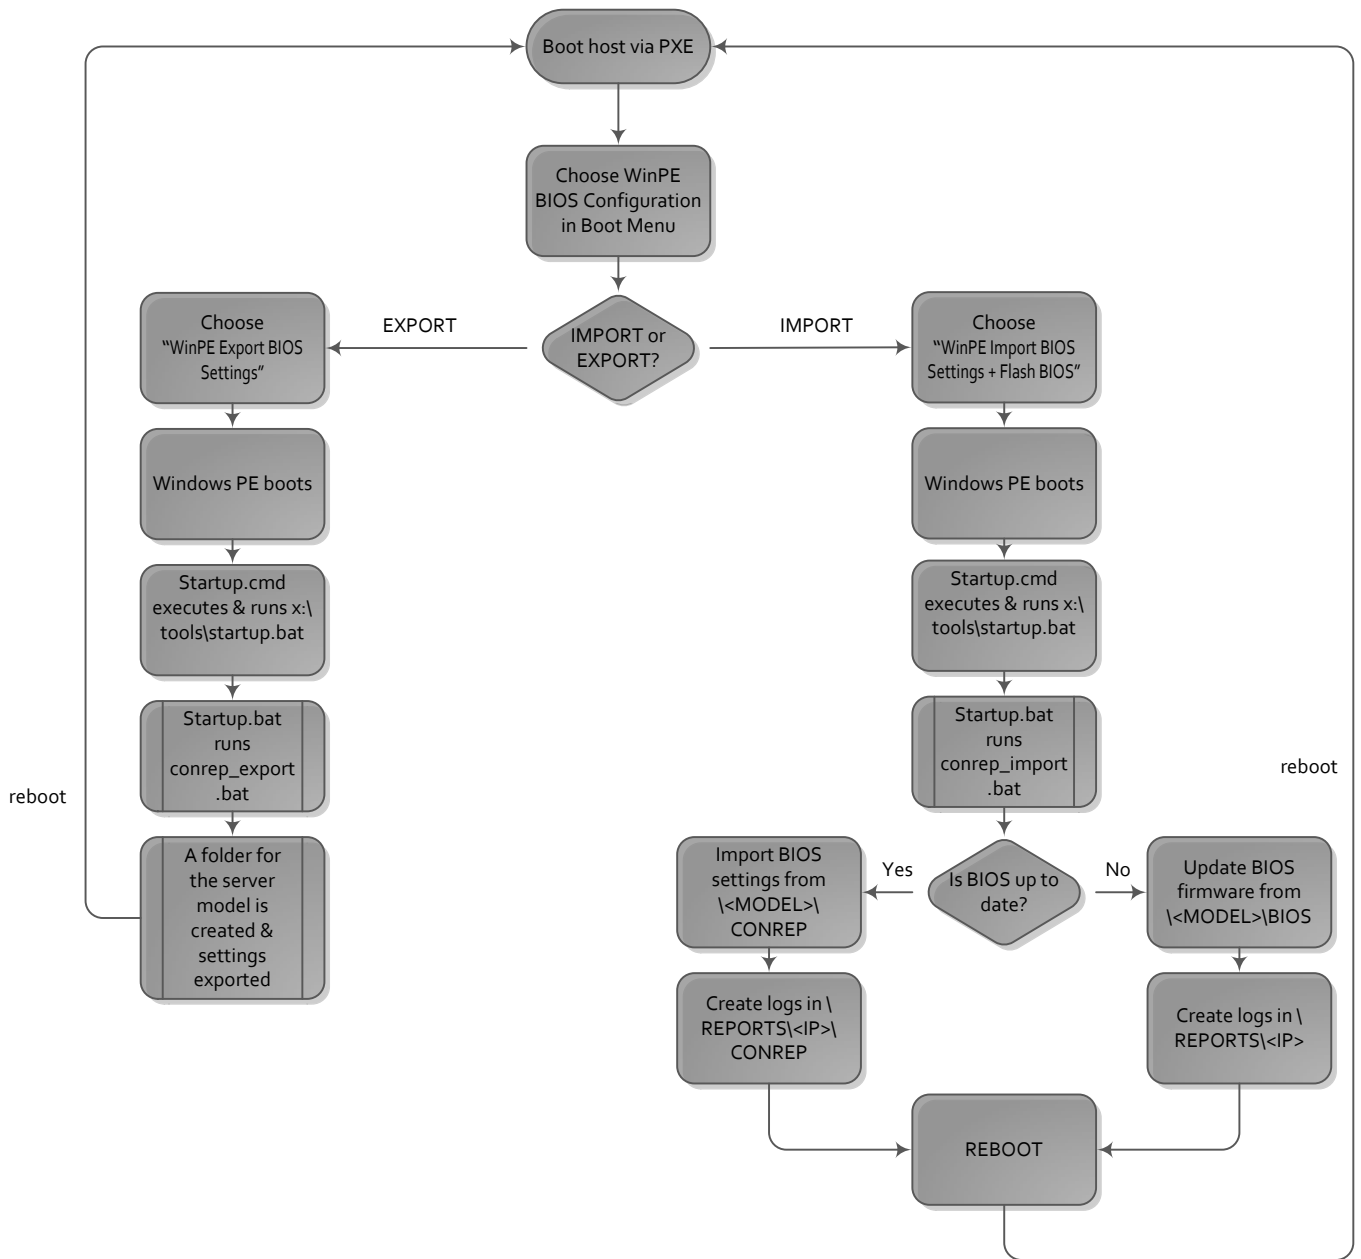 Boot host via PXE
Choose WinPE
BIOS Configuration
in Boot Menu
IMPORT or
EXPORT?
EXPORT
IMPORT
Choose
“WinPE Export BIOS
Settings”
Windows PE boots
Startup.cmd
executes & runs x:\
tools\startup.bat
Startup.bat
runs
conrep_export
.bat
A folder for
the server
model is
created &
settings
exported
reboot
Choose
“WinPE Import BIOS
Settings + Flash BIOS”
Windows PE boots
Startup.cmd
executes & runs x:\
tools\startup.bat
Startup.bat
runs
conrep_import
.bat
Is BIOS up to
date?
Yes
No
Import BIOS
settings from
\<MODEL>\
CONREP
Create logs in \
REPORTS\<IP>\
CONREP
Update BIOS
firmware from
\<MODEL>\BIOS
Create logs in \
REPORTS\<IP>
REBOOT
reboot